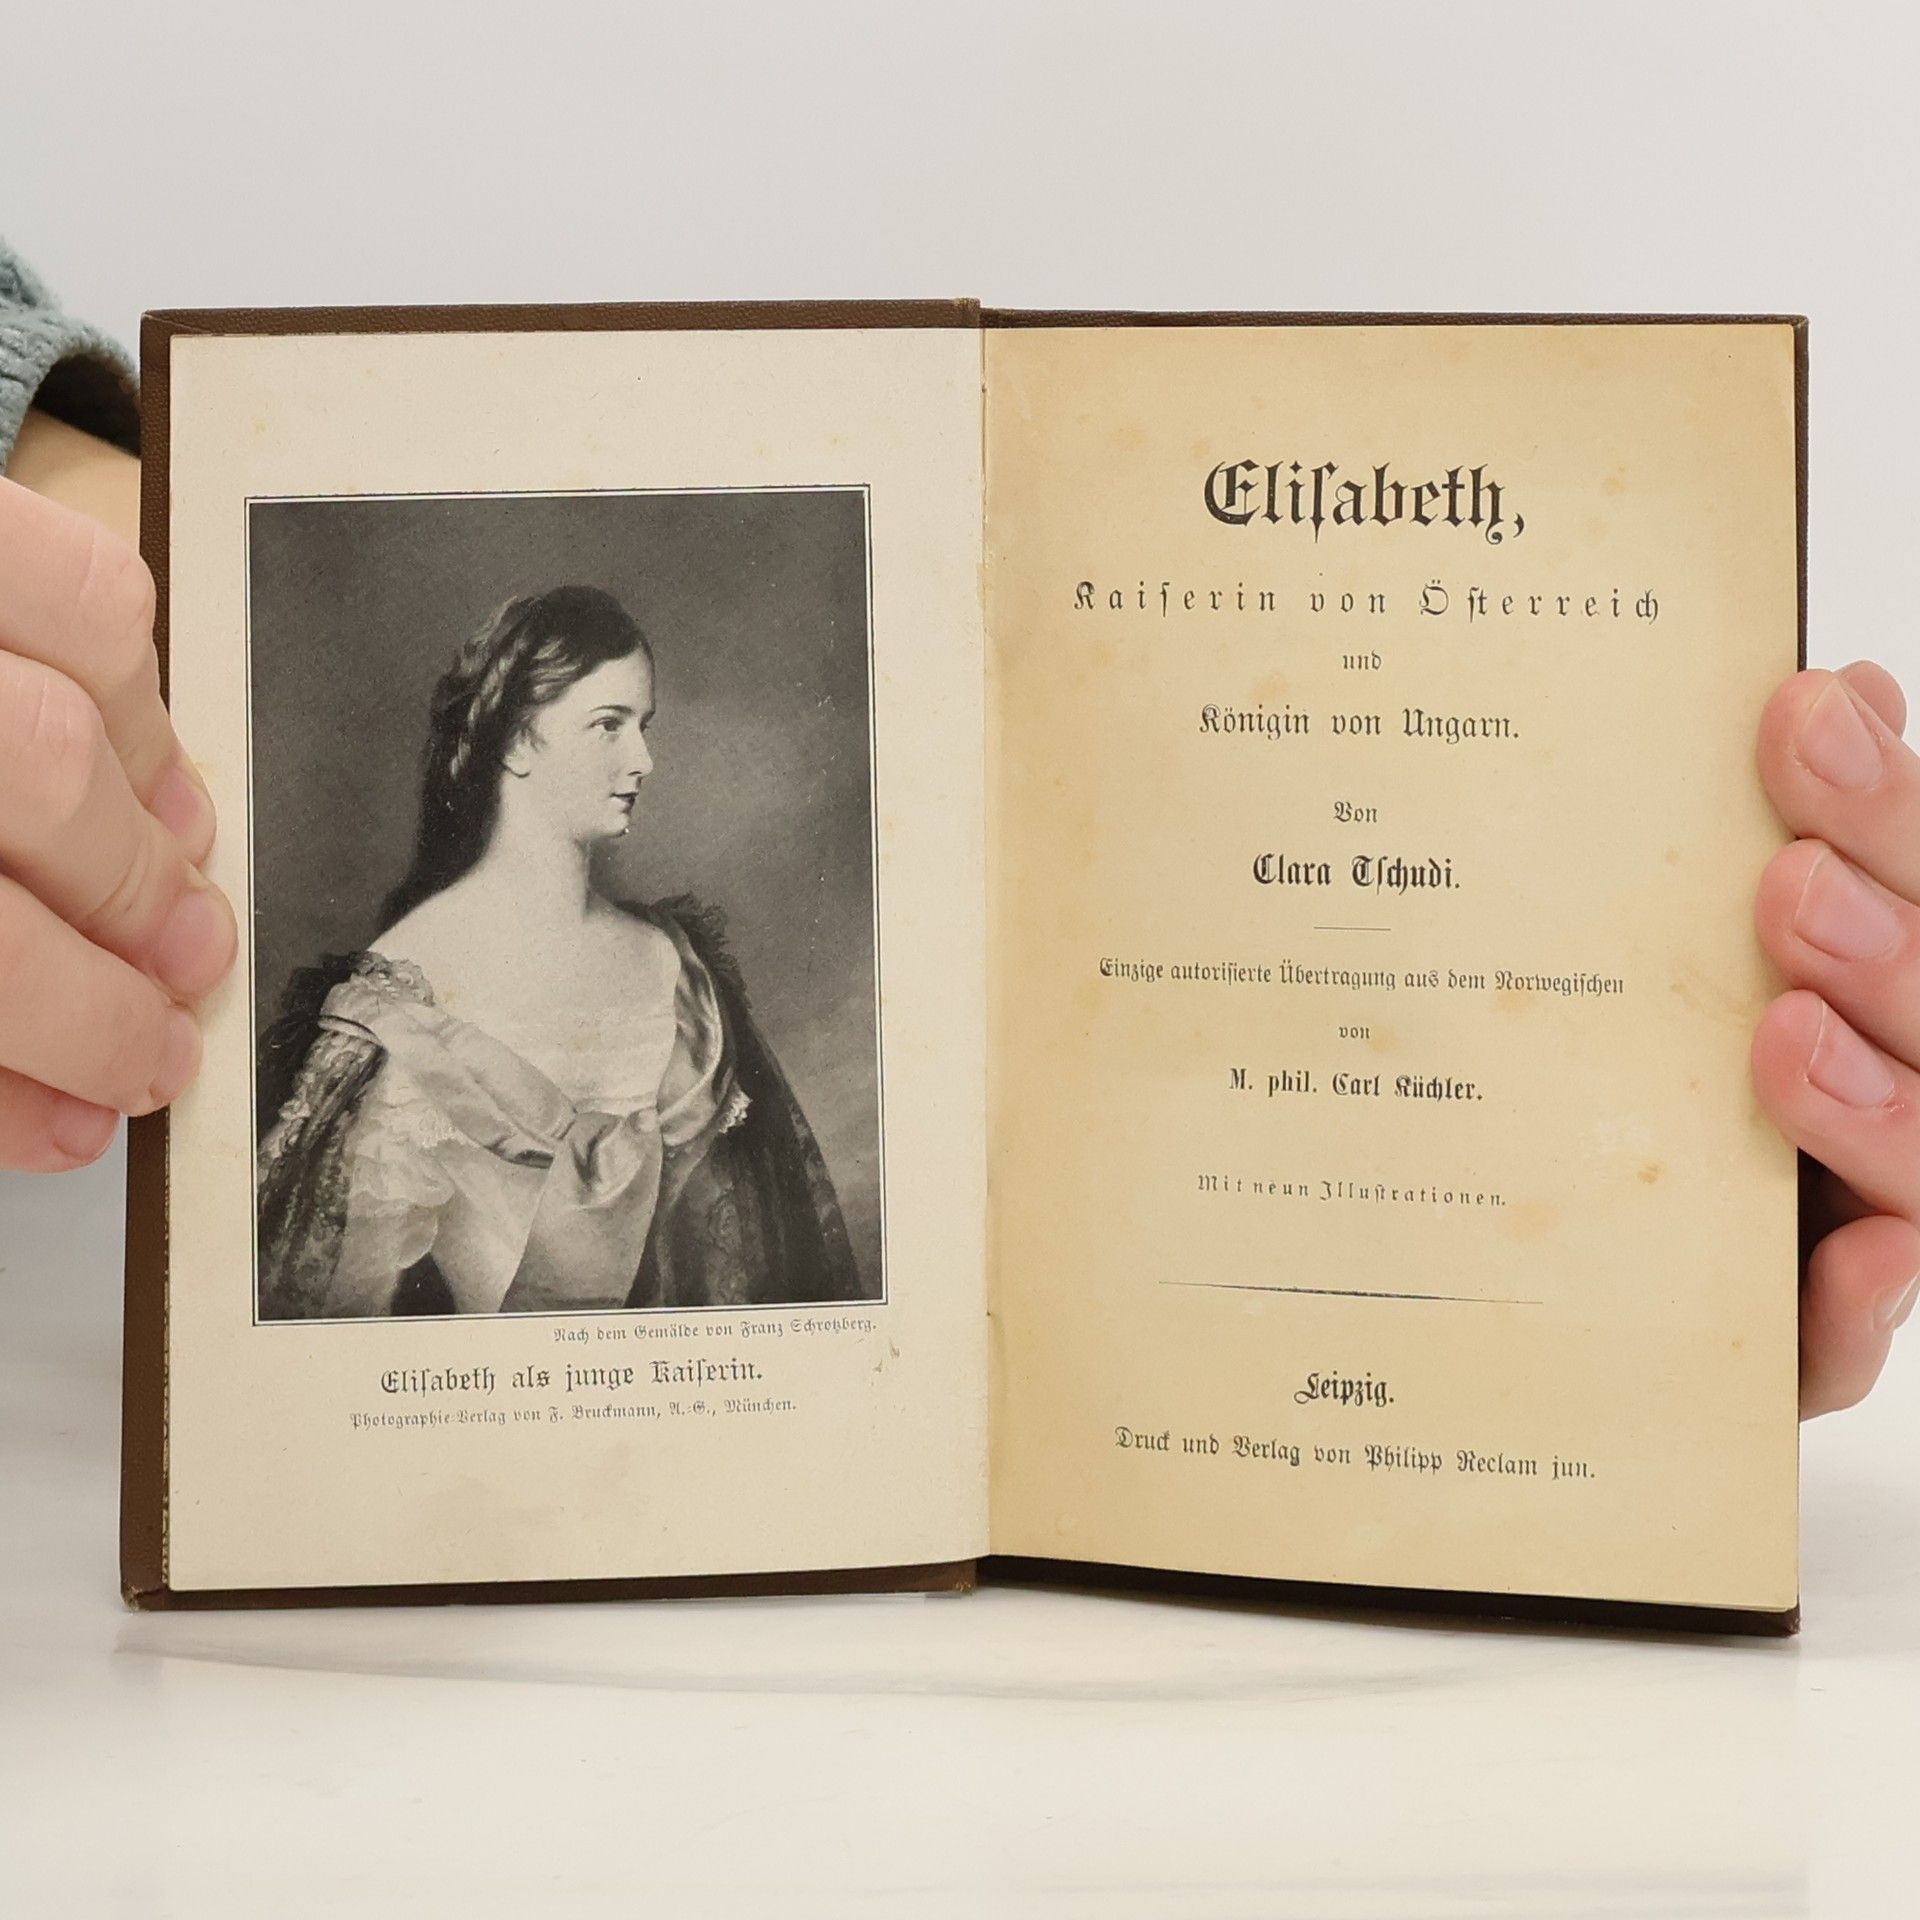 Nach dem Gemälde von Franz Schrotzberg.
Eliſabeth als junge Kaiſerin.
Photographie-Verlag von F. Bruckmann, A.-G., München.
Eliſabeth,
Kaiſerin von Öſterreich
und
Königin von Ungarn.
Von
Clara Tſchudi.
Einzige autoriſierte Übertragung aus dem Norwegiſchen
von
M. phil. Carl Küchler.
Mit neun Illuſtrationen.
Leipzig.
Druck und Verlag von Philipp Reclam jun.